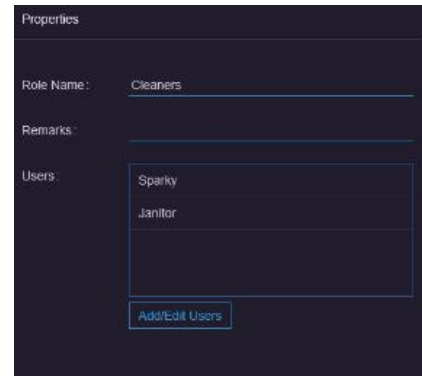 Properties
Role Name: Cleaners
Remarks:
Users: Sparky
Janitor
Add/Edit Users